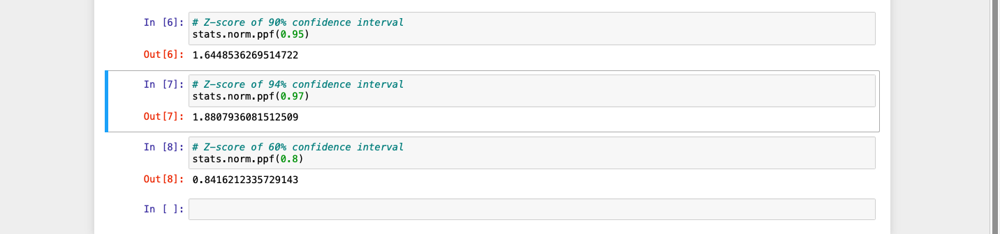 In [6]: # Z-score of 90% confidence interval
stats.norm.ppf(0.95)
Out[6]: 1.6448536269514722
In [7]: # Z-score of 94% confidence interval
stats.norm.ppf(0.97)
Out[7]: 1.8807936081512509
In [8]: # Z-score of 60% confidence interval
stats.norm.ppf(0.8)
Out[8]: 0.8416212335729143
In [ ]: